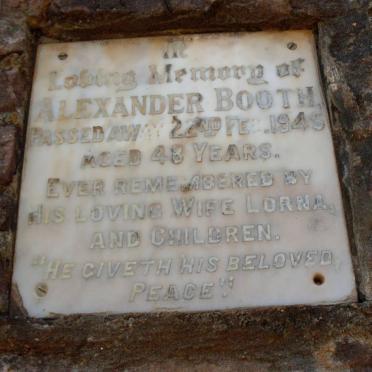 In
Loving Memory of
ALEXANDER BOOTH,
PASSED AWAY 22ND FEB. 1946
AGED 48 YEARS.
EVER REMEMBERED BY
HIS LOVING WIFE LORNA,
AND CHILDREN.
"HE GIVETH HIS BELOVED,
PEACE".